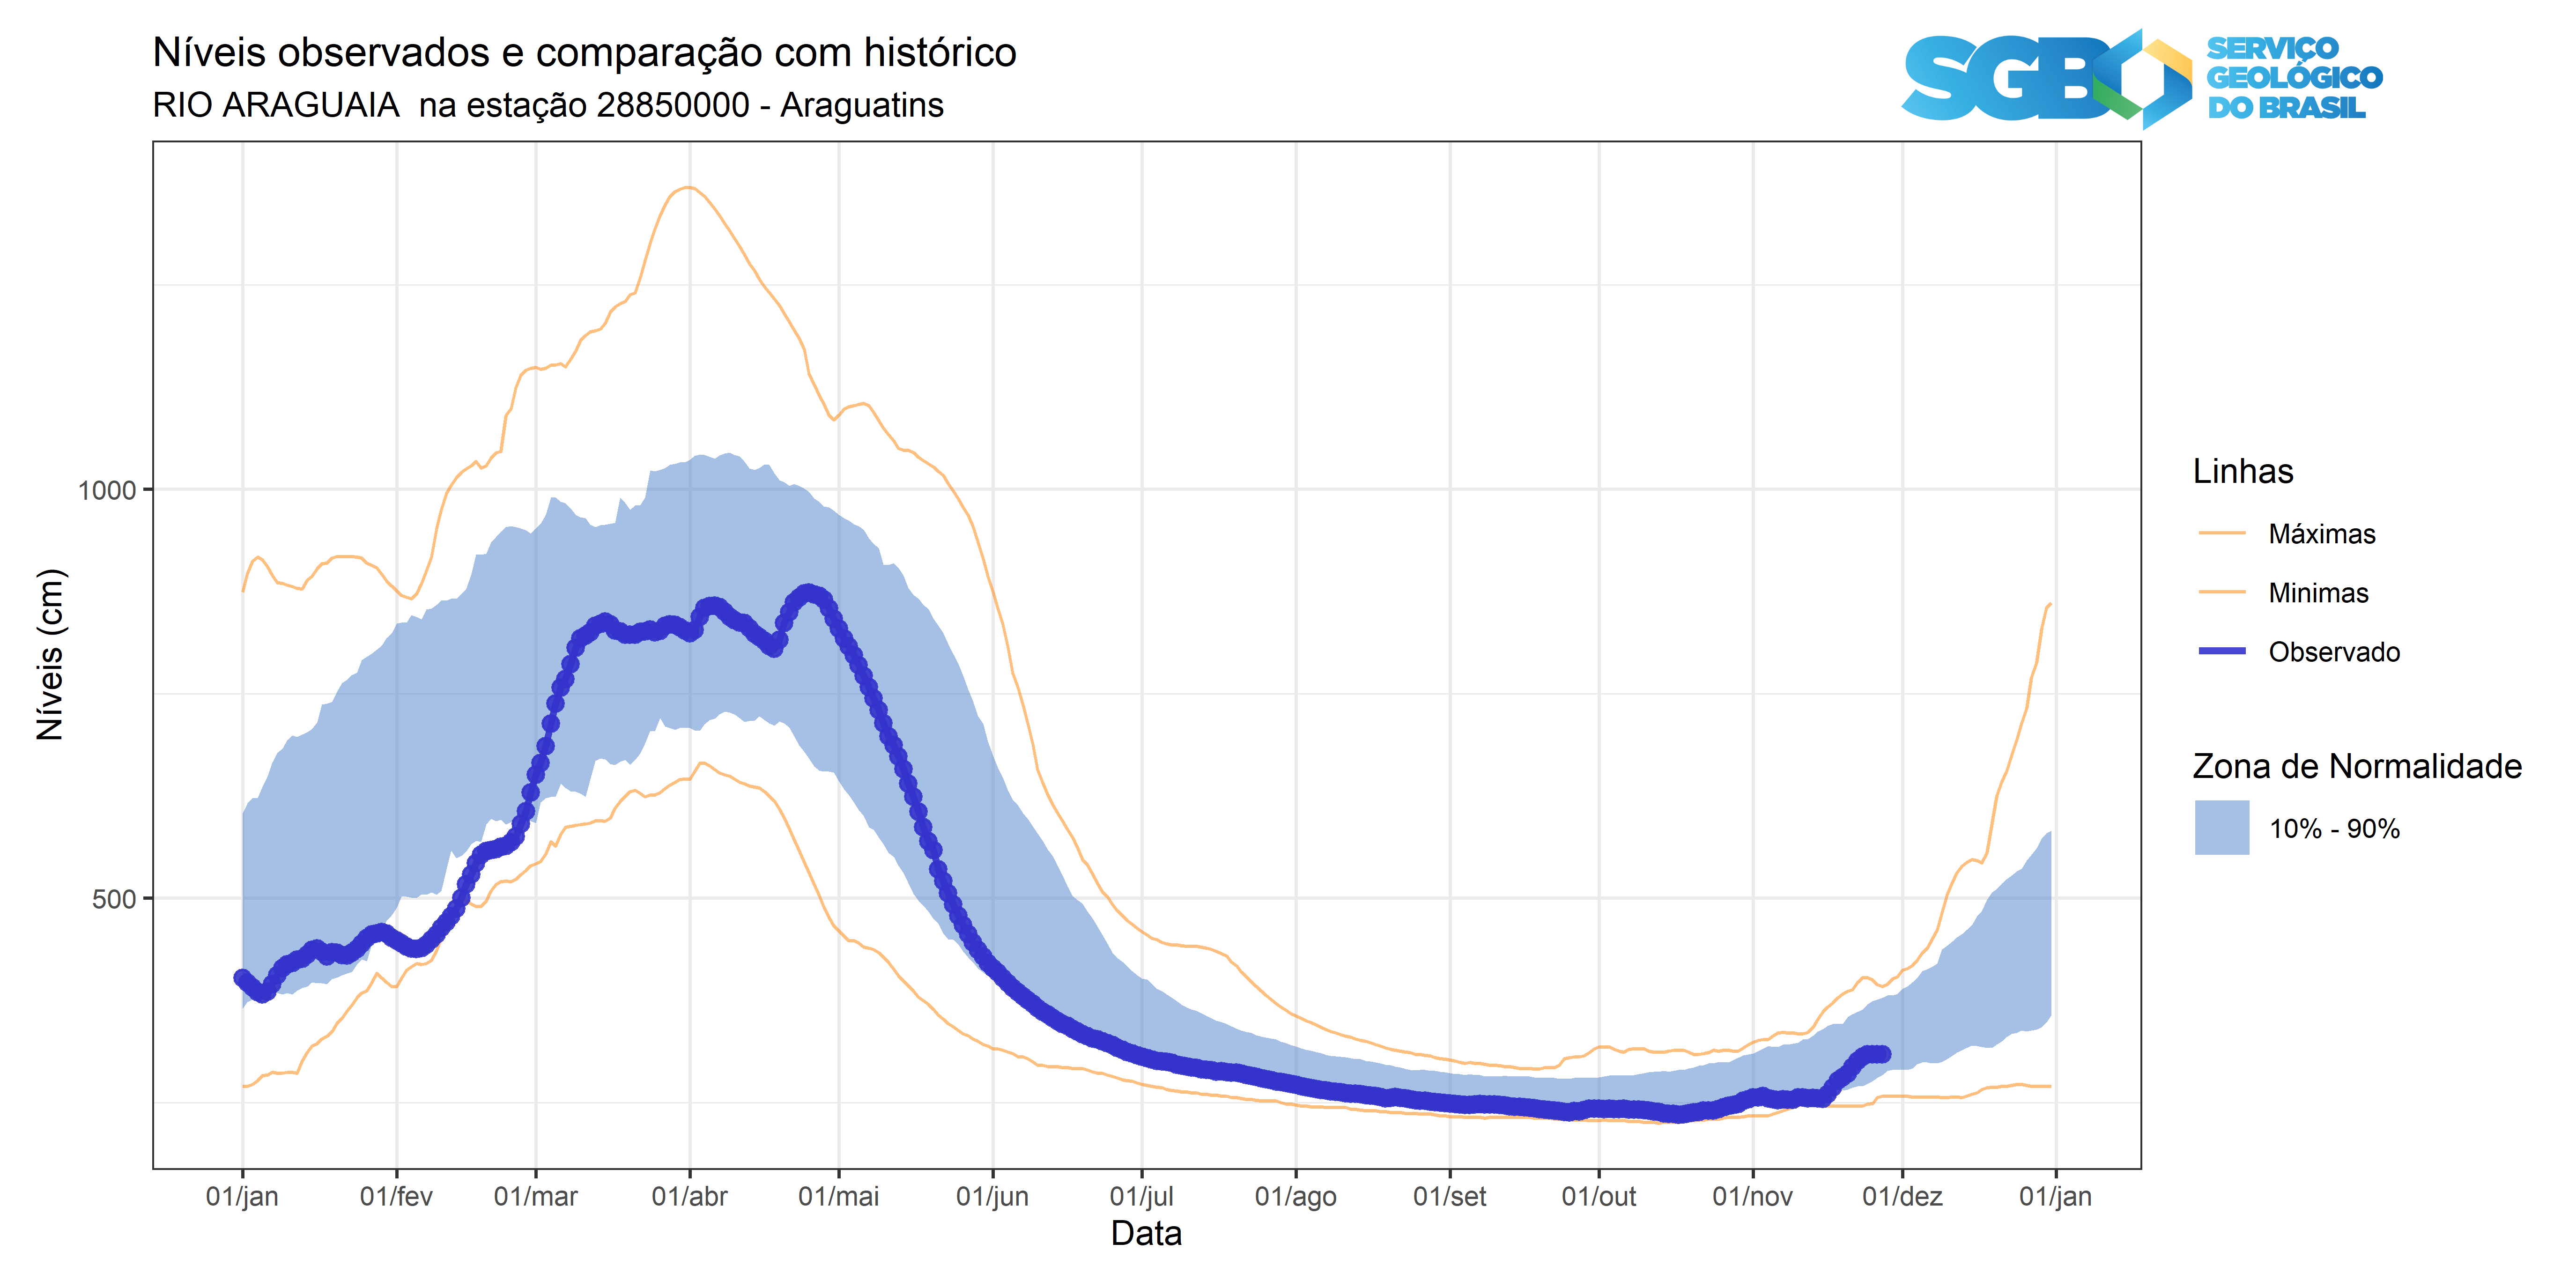 Níveis observados e comparação com histórico
RIO ARAGUAIA  na estação 28850000 - Araguatins
SGB
SERVIÇO
GEOLÓGICO
DO BRASIL
Níveis (cm)
1000
500
01/jan 01/fev 01/mar 01/abr 01/mai 01/jun 01/jul 01/ago 01/set 01/out 01/nov 01/dez 01/jan
Data
Linhas
Máximas
Minimas
Observado
Zona de Normalidade
10% - 90%